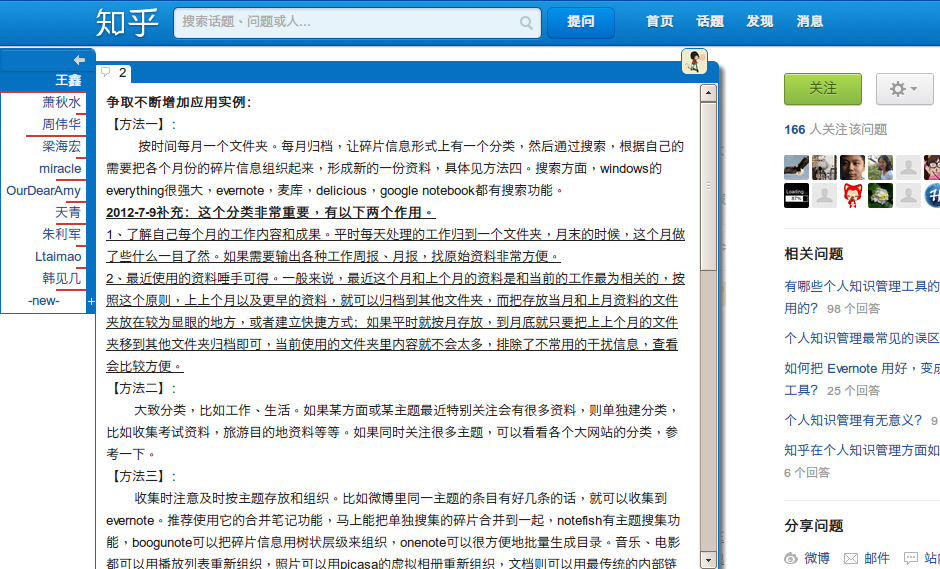 知乎
搜索话题、问题或人...
提问
首页 话题 发现 消息
王鑫
萧秋水
周伟华
梁海宏
miracle
OurDearAmy
天青
朱利军
Ltaimao
韩见几
-new-
+
2
争取不断增加应用实例：
【方法一】：
按时间每月一个文件夹。每月归档，让碎片信息形式上有一个分类，然后通过搜索，根据自己的
需要把各个月份的碎片信息组织起来，形成新的一份资料，具体见方法四。搜索方面，windows的
everything很强大，evernote，麦库，delicious，google notebook都有搜索功能。
2012-7-9补充：这个分类非常重要，有以下两个作用。
1、了解自己每个月的工作内容和成果。平时每天处理的工作归到一个文件夹，月末的时候，这个月做
了些什么一目了然。如果需要输出各种工作周报、月报，找原始资料非常方便。
2、最近使用的资料唾手可得。一般来说，最近这个月和上个月的资料是和当前的工作最为相关的，按
照这个原则，上上个月以及更早的资料，就可以归档到其他文件夹，而把存放当月和上月资料的文件
夹放在较为显眼的地方，或者建立快捷方式；如果平时就按月存放，到月底就只要把上上个月的文件
夹移到其他文件夹归档即可，当前使用的文件夹里内容就不会太多，排除了不常用的干扰信息，查看
会比较方便。
【方法二】：
大致分类，比如工作、生活。如果某方面或某主题最近特别关注会有很多资料，则单独建分类，
比如收集考试资料，旅游目的地资料等等。如果同时关注很多主题，可以看看各个大网站的分类，参
考一下。
【方法三】：
收集时注意及时按主题存放和组织。比如微博里同一主题的条目有好几条的话，就可以收集到
evernote。推荐使用它的合并笔记功能，马上能把单独搜集的碎片合并到一起，notefish有主题搜集功
能，boogunote可以把碎片信息用树状层级来组织，onenote可以很方便地批量生成目录。音乐、电影
都可以用播放列表重新组织，照片可以用picasa的虚拟相册重新组织，文档则可以用最传统的内部链
关注
166 人关注该问题
Loading..
87%
相关问题
有哪些个人知识管理工具的
用的？ 98 个回答
个人知识管理最常见的误区
如何把 Evernote 用好，变成
工具？ 25 个回答
个人知识管理有无意义？ 9
知乎在个人知识管理方面如
6 个回答
分享问题
微博 邮件 站